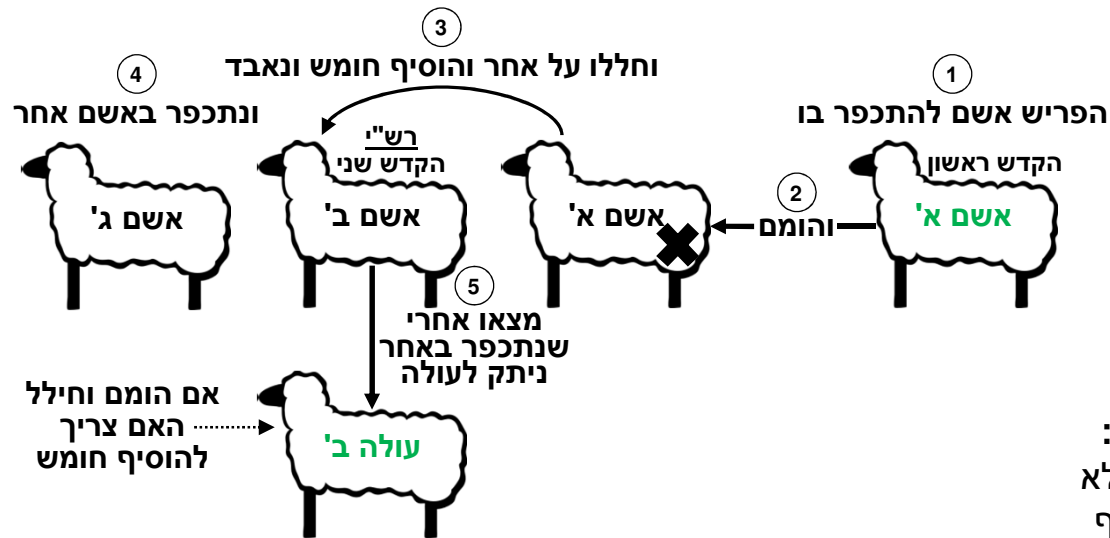 1
הפריש אשם להתכפר בו
הקדש ראשון
אשם א'
2
והומם
אשם א'
3
וחללו על אחר והוסיף חומש ונאבד
רש"י
הקדש שני
אשם ב'
4
ונתכפר באשם אחר
אשם ג'
5
מצאו אחרי
שנתכפר באחר
ניתק לעולה
עולה ב'
אם הומם וחילל
האם צריך
להוסיף חומש
:
לא
ף